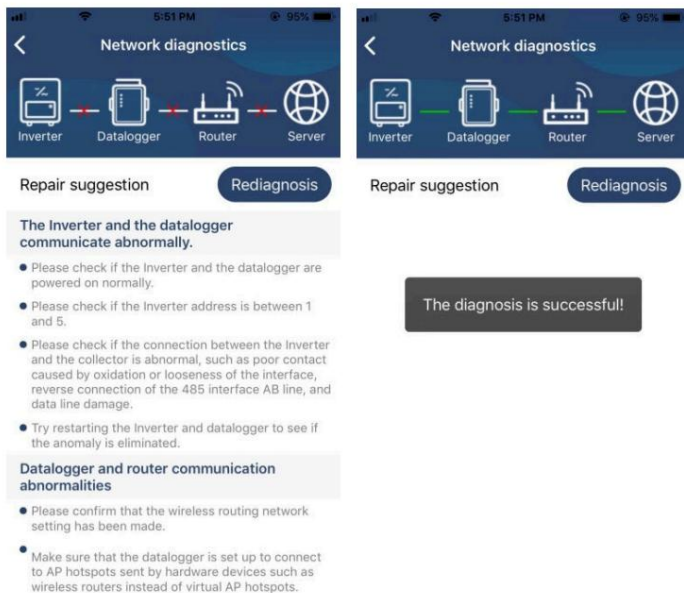 5:51 PM
95%
Network diagnostics
Inverter
Datalogger
Router
Server
Repair suggestion
Rediagnosis
The Inverter and the datalogger
communicate abnormally.
Please check if the Inverter and the datalogger are
powered on normally.
Please check if the Inverter address is between 1
and 5.
Please check if the connection between the Inverter
and the collector is abnormal, such as poor contact
caused by oxidation or looseness of the interface,
reverse connection of the 485 interface AB line, and
data line damage.
Try restarting the Inverter and datalogger to see if
the anomaly is eliminated.
Datalogger and router communication
abnormalities
Please confirm that the wireless routing network
setting has been made.
Make sure that the datalogger is set up to connect
to AP hotspots sent by hardware devices such as
wireless routers instead of virtual AP hotspots.
5:51 PM
95%
Network diagnostics
Inverter
Datalogger
Router
Server
Repair suggestion
Rediagnosis
The diagnosis is successful!